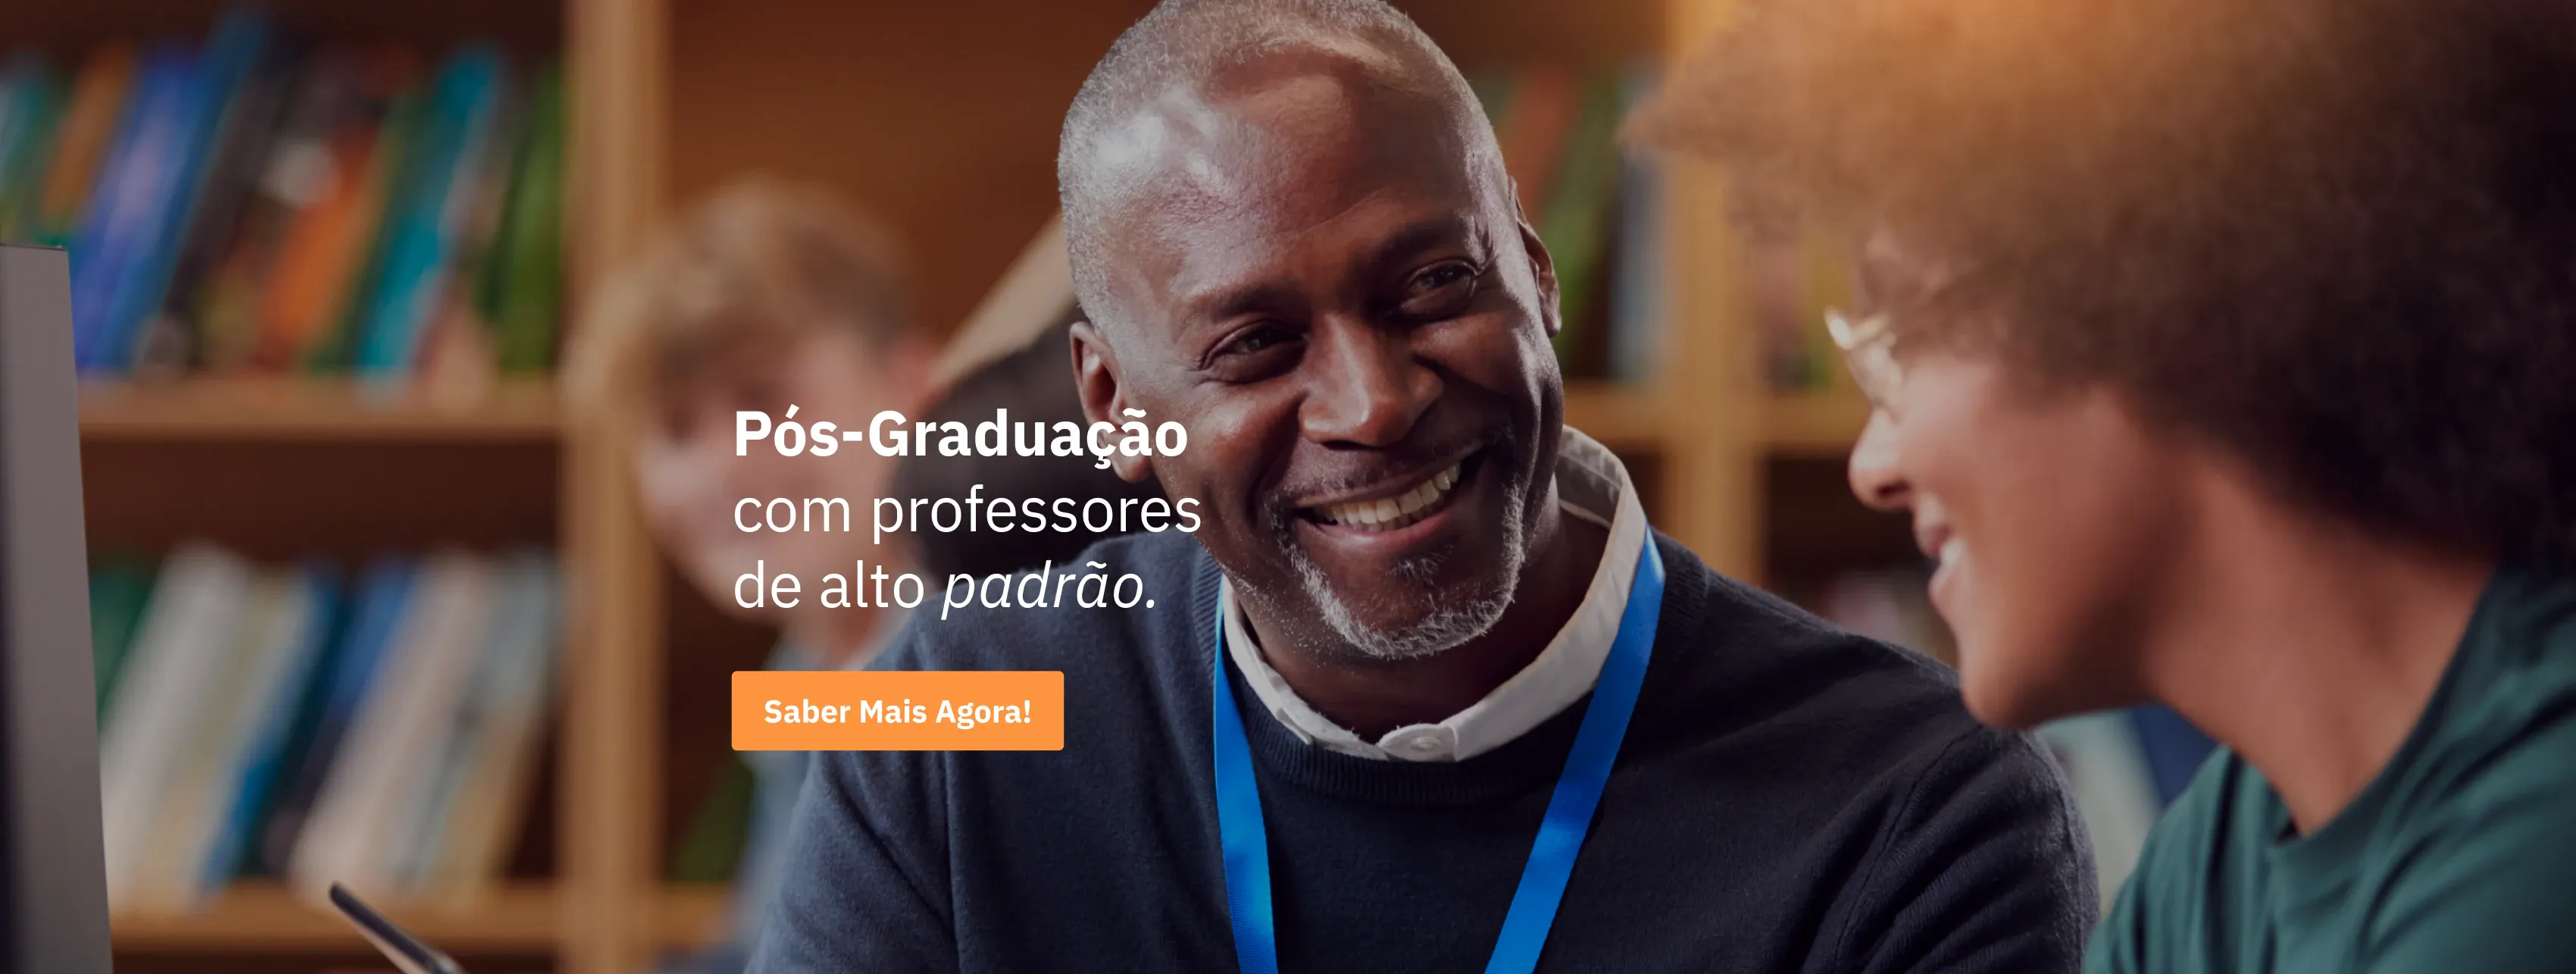 Pós-Graduação
com professores
de alto padrão.
Saber Mais Agora!